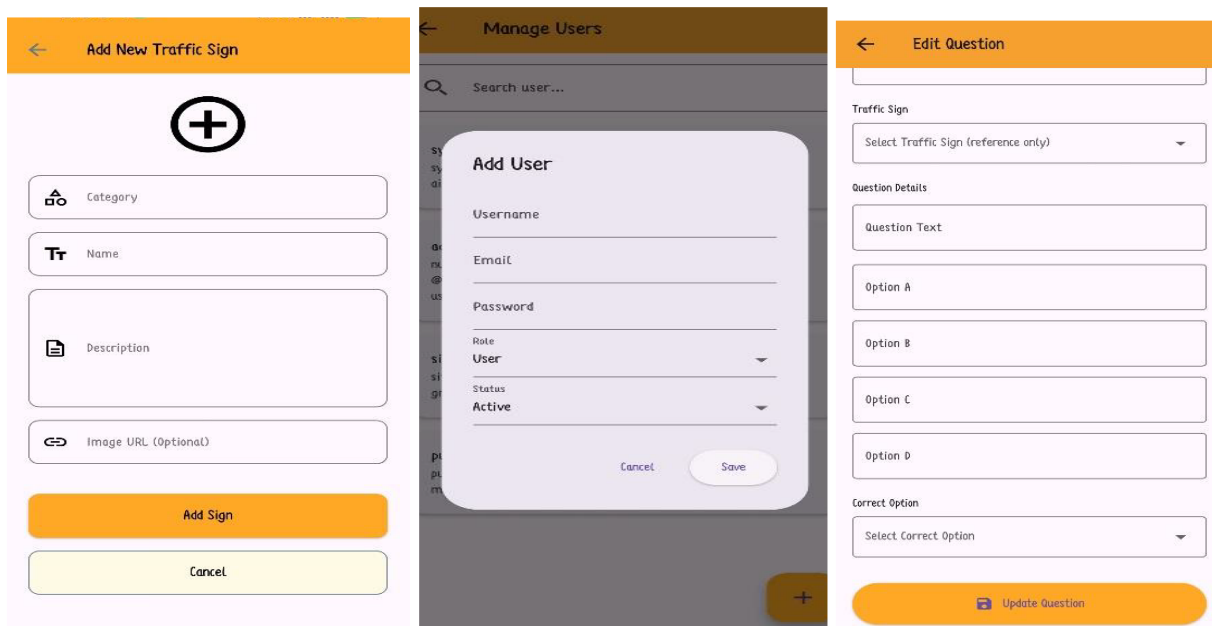 Add New Traffic Sign
Category
Tт Name
Description
Image URL (Optional)
Add Sign
Cancel
Manage Users
Search user...
Add User
Username
Email
Password
Role
User
Status
Active
Cancel
Save
Edit Question
Traffic Sign
Select Traffic Sign (reference only)
Question Details
Question Text
Option A
Option B
Option C
Option D
Correct Option
Select Correct Option
Update Question